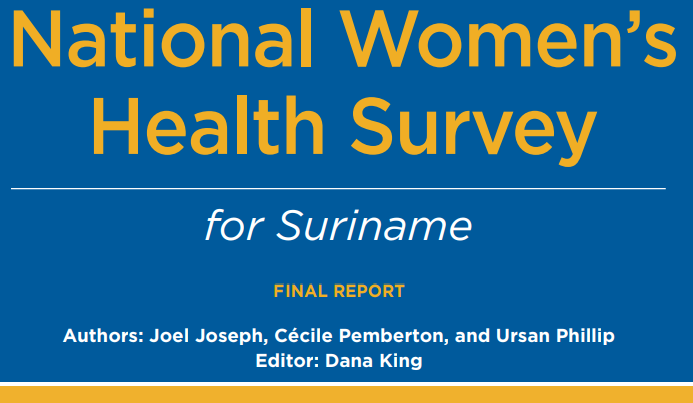 National Women’s
Health Survey
for Suriname
FINAL REPORT
Authors: Joel Joseph, Cécile Pemberton, and Ursan Phillip
Editor: Dana King